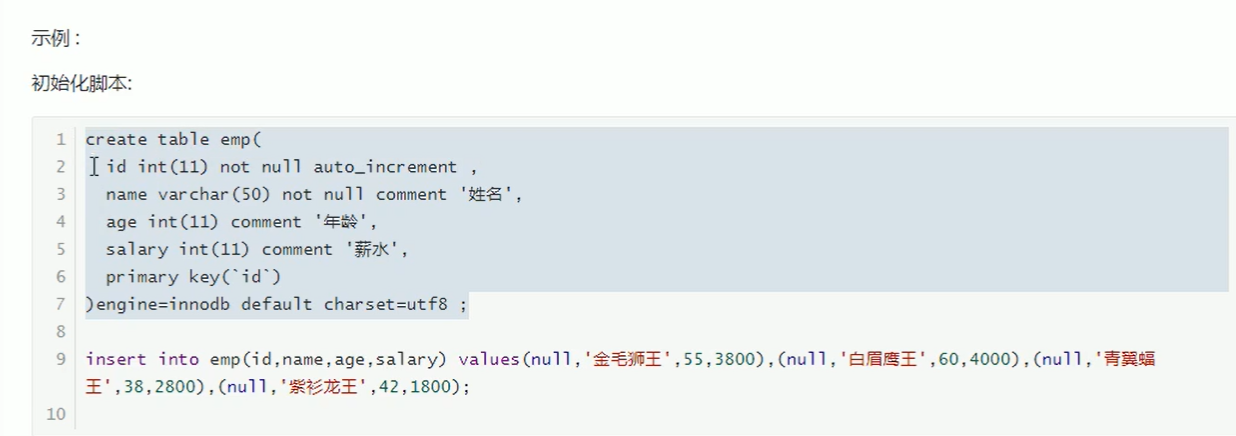 示例 :
初始化脚本:
1 create table emp(
2 id int(11) not null auto_increment ,
3 name varchar(50) not null comment '姓名',
4 age int(11) comment '年龄',
5 salary int(11) comment '薪水',
6 primary key(`id`)
7 )engine=innodb default charset=utf8 ;
8
9 insert into emp(id,name,age,salary) values(null,'金毛狮王',55,3800),(null,'白眉鹰王',60,4000),(null,'青翼蝠
王',38,2800),(null,'紫衫龙王',42,1800);
10